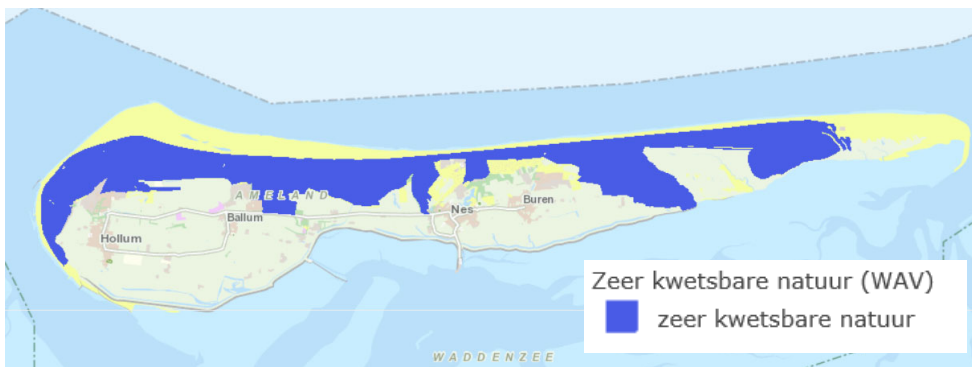 AMELAND
Ballum
Buren
Nes
Hollum
Zeer kwetsbare natuur (WAV)
zeer kwetsbare natuur
WADDENZEE